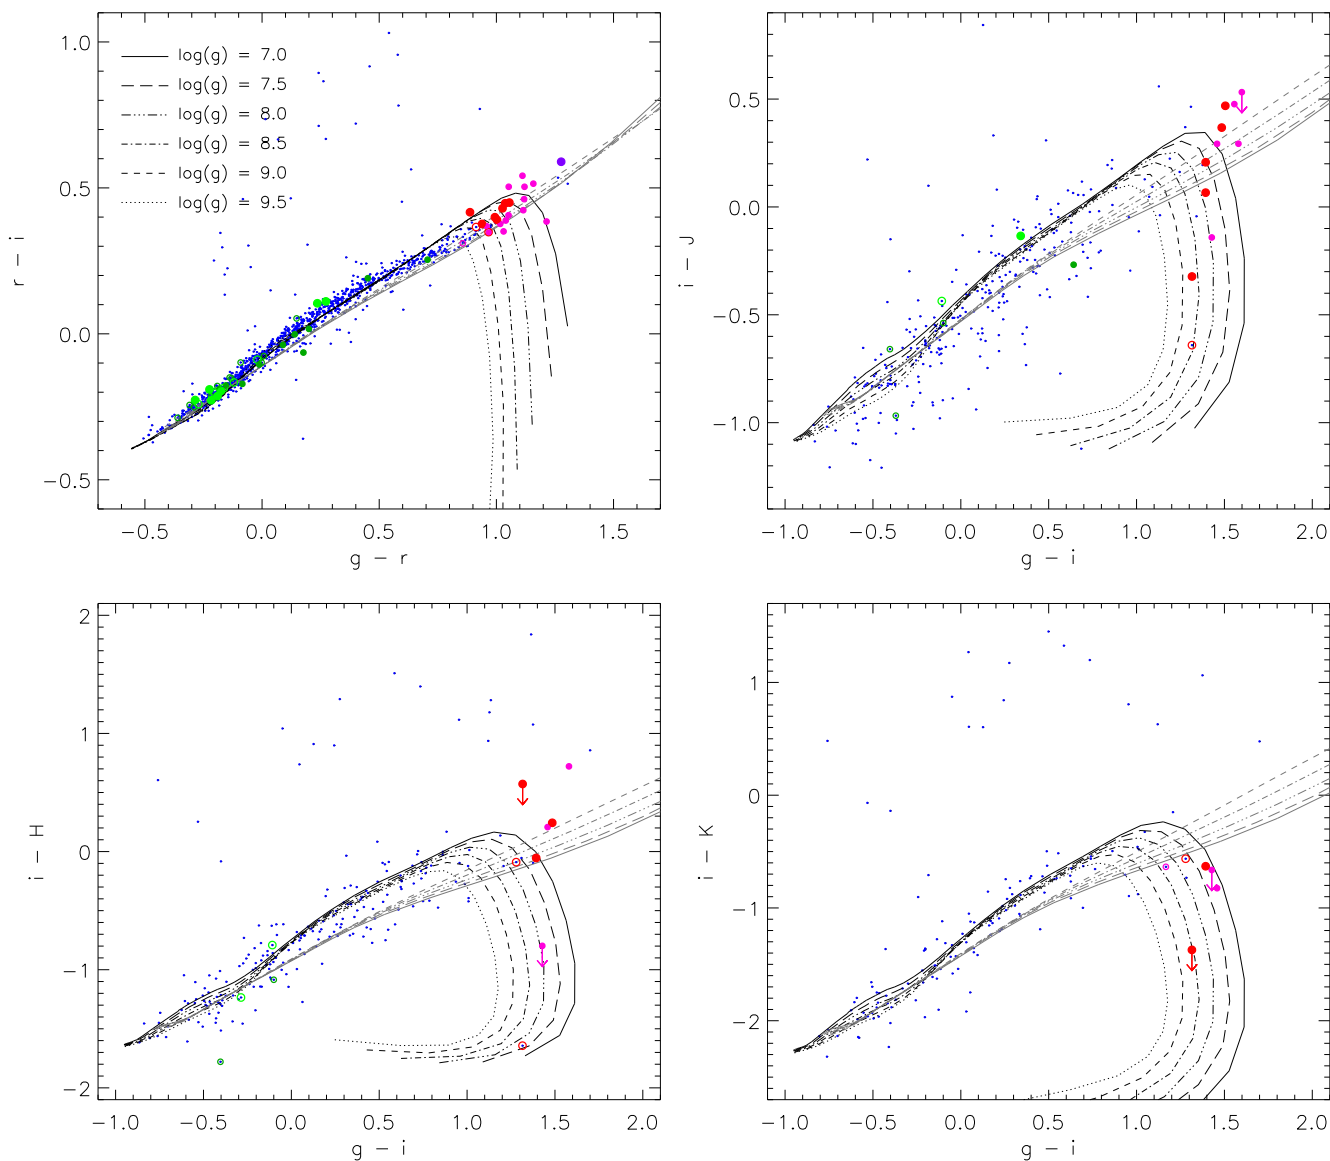 1.0
0.5
0.0
−0.5
r − i
log(g) = 7.0
log(g) = 7.5
log(g) = 8.0
log(g) = 8.5
log(g) = 9.0
log(g) = 9.5
−0.5 0.0 0.5 1.0 1.5
g − r
0.5
0.0
−0.5
−1.0
i − J
−1.0 −0.5 0.0 0.5 1.0 1.5 2.0
g − i
2
1
0
−1
−2
i − H
−1.0 −0.5 0.0 0.5 1.0 1.5 2.0
g − i
1
0
−1
−2
i − K
−1.0 −0.5 0.0 0.5 1.0 1.5 2.0
g − i